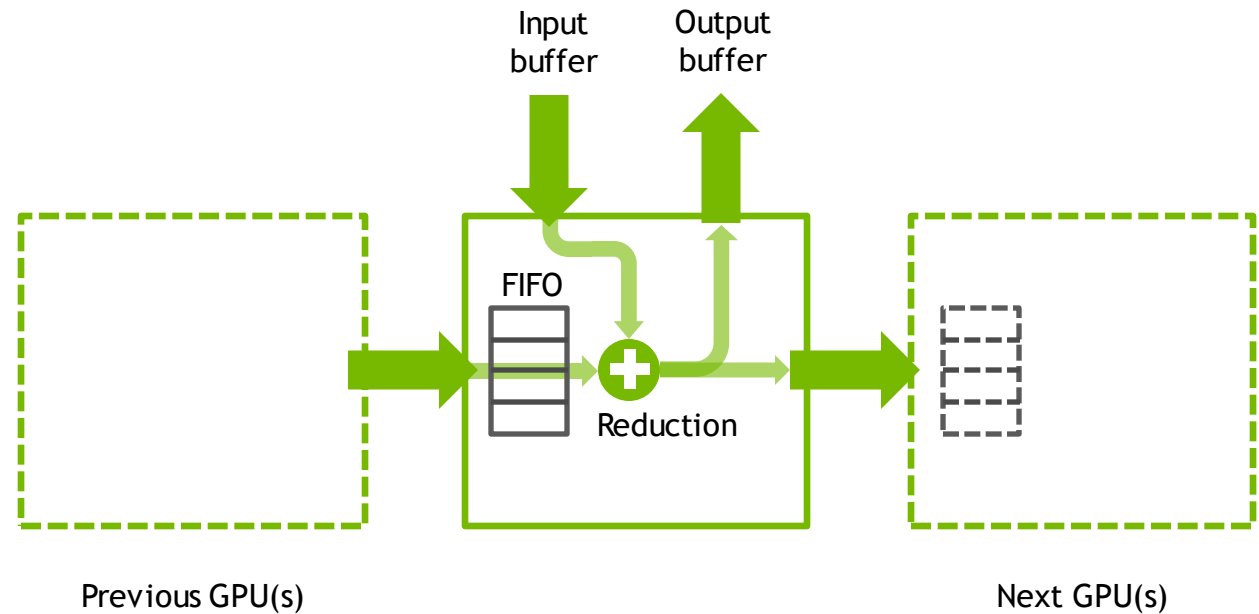 Input
buffer
Output
buffer
FIFO
Reduction
Previous GPU(s)
Next GPU(s)